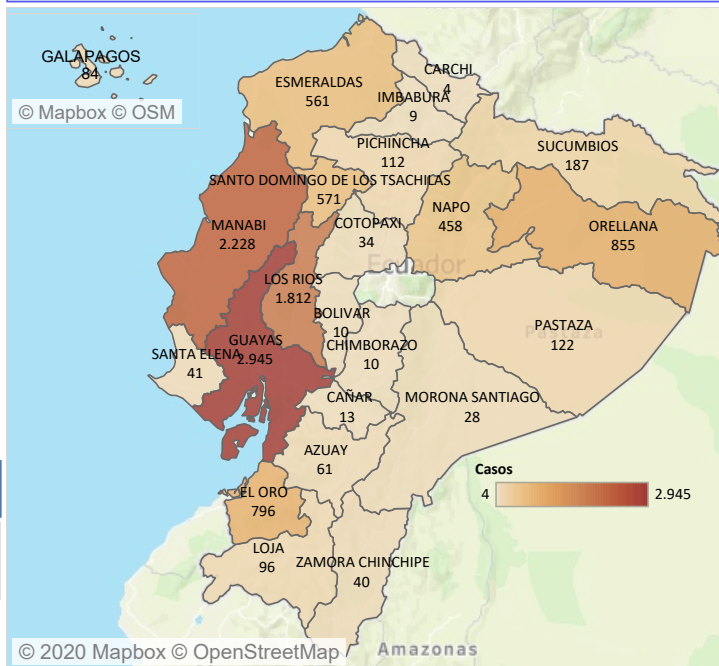 GALAPAGOS
84
© Mapbox © OSM
CARCHI
4
ESMERALDAS
561
IMBABURA
9
PICHINCHA
112
SUCUMBIOS
187
SANTO DOMINGO DE LOS TSACHILAS
571
NAPO
458
MANABI
2.228
COTOPAXI
34
ORELLANA
855
Ecuador
LOS RIOS
1.812
BOLIVAR
10
PASTAZA
Pastaza
122
GUAYAS
2.945
CHIMBORAZO
10
SANTA ELENA
41
CAÑAR
13
MORONA SANTIAGO
28
AZUAY
61
Casos
4
2.945
EL ORO
796
LOJA
96
ZAMORA CHINCHIPE
40
© 2020 Mapbox © OpenStreetMap
Amazonas